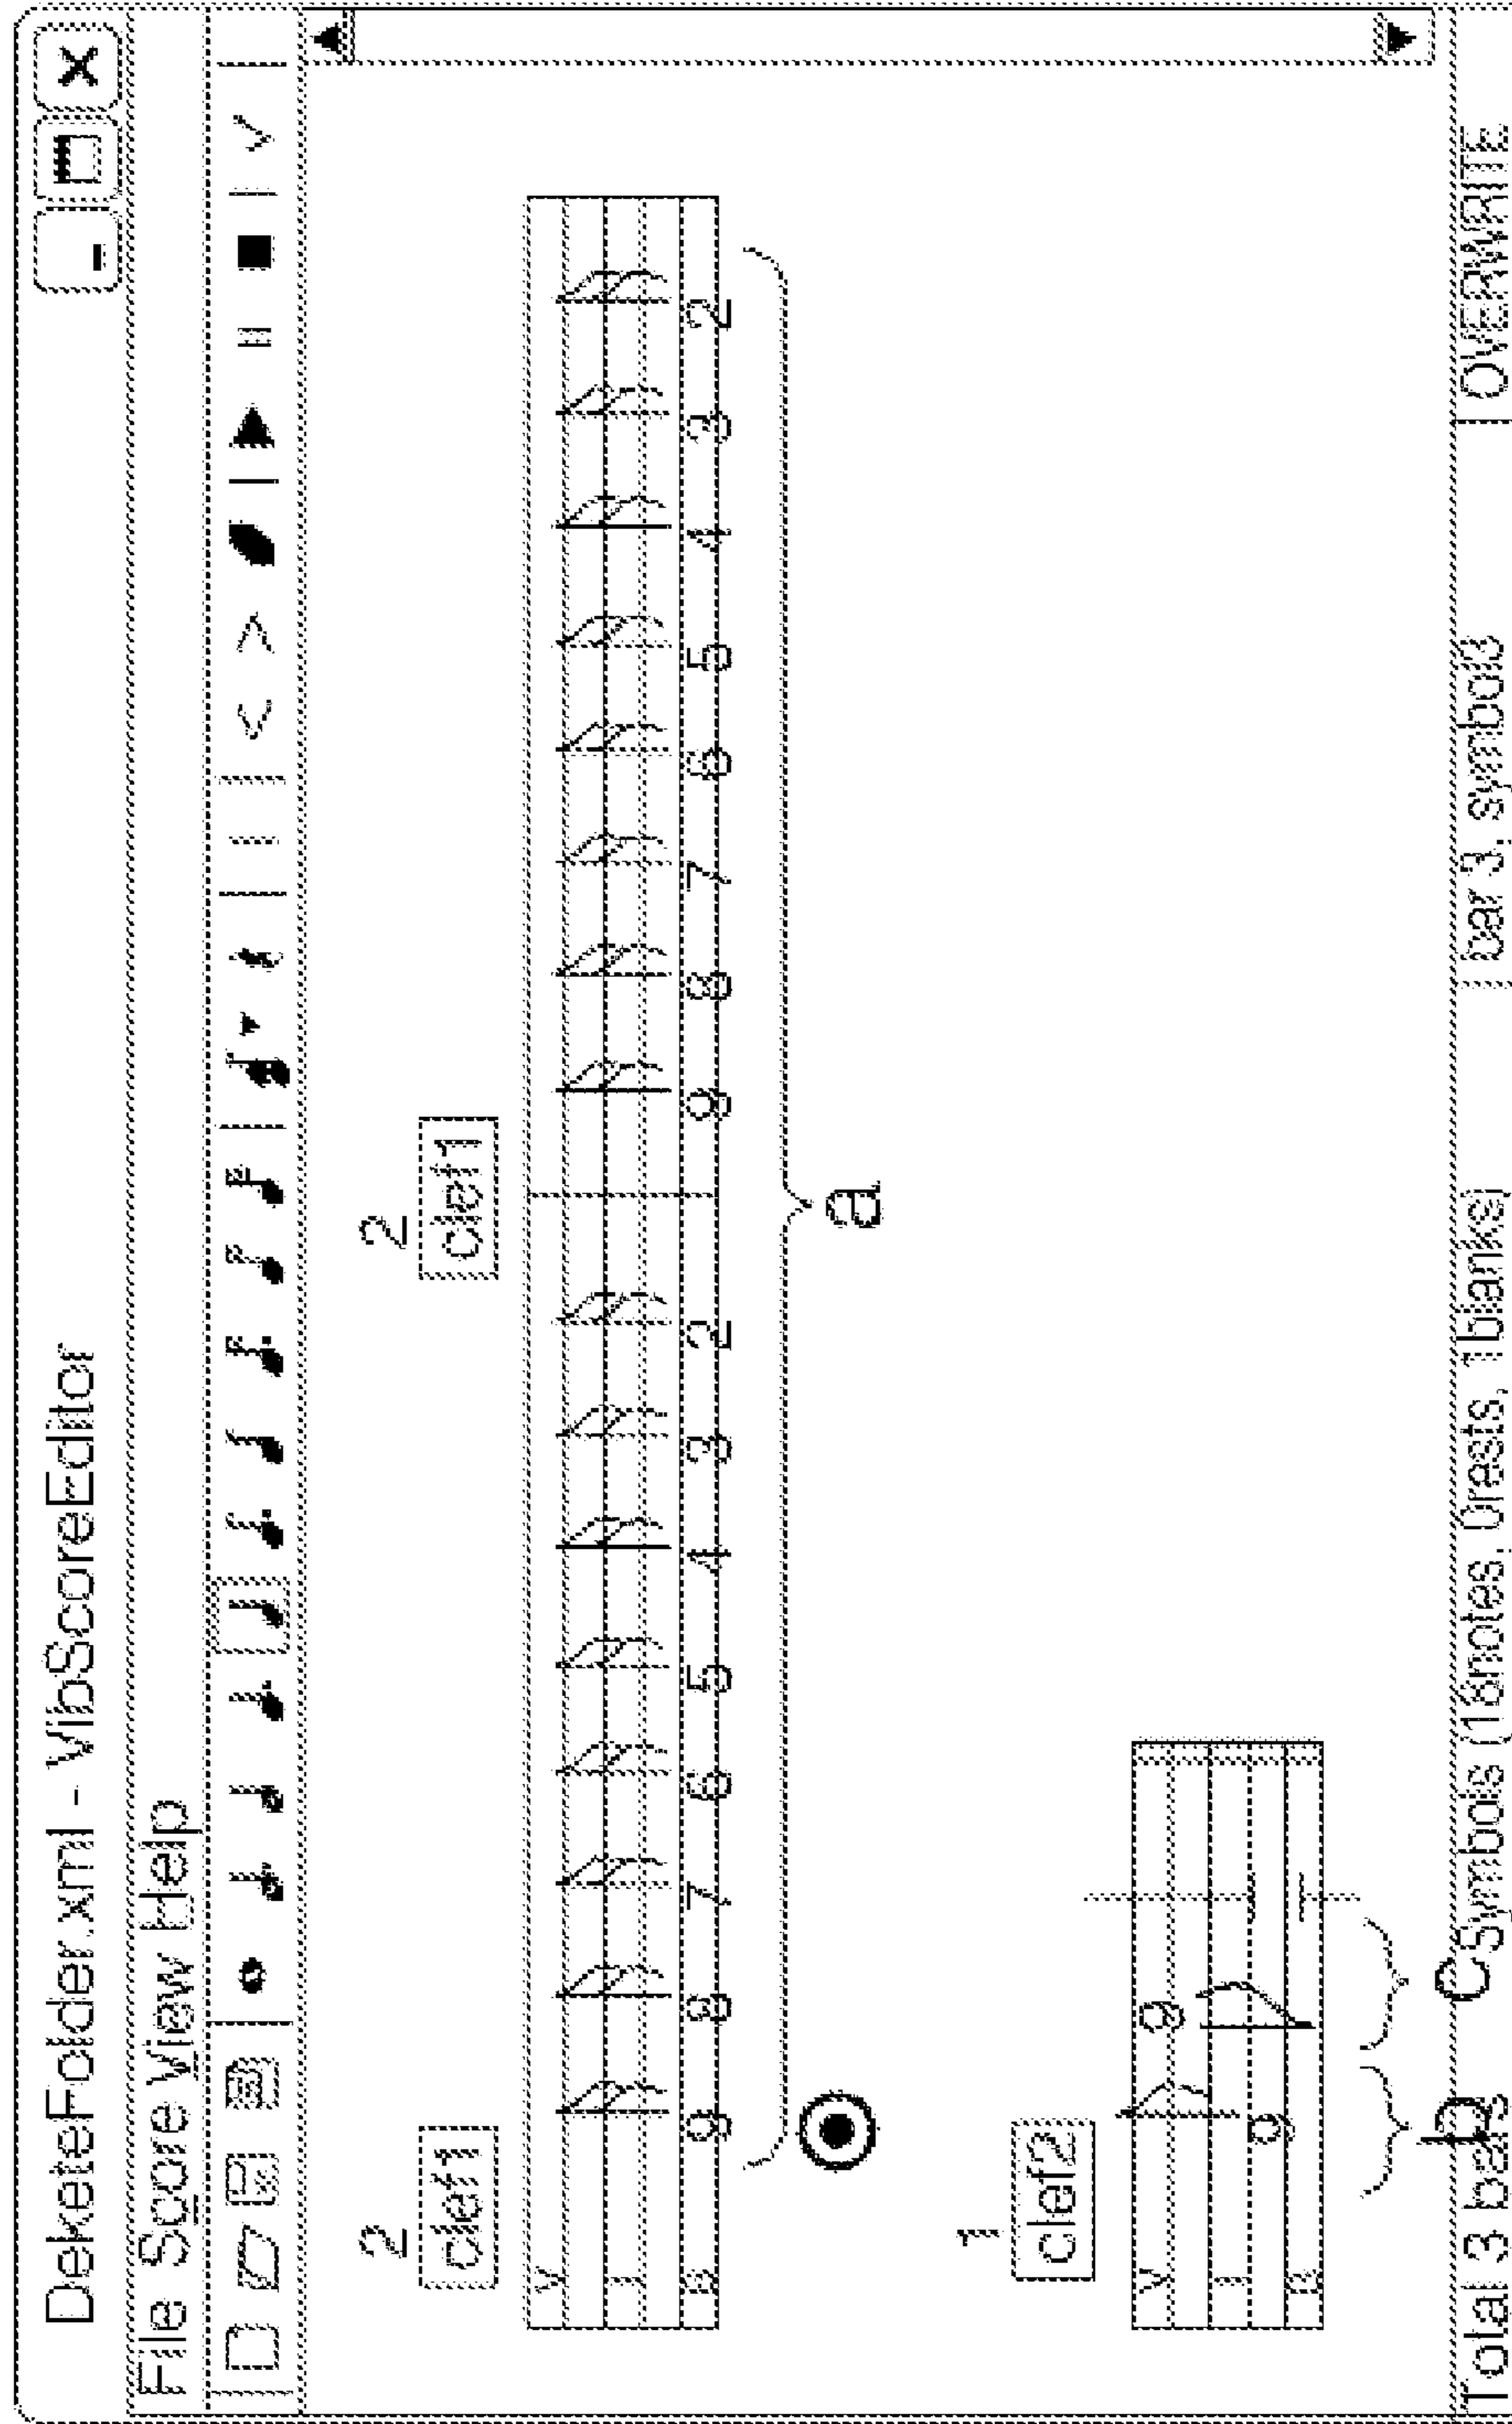 DeketeFolder.xml - VibScoreEditor
File Score View Help
2 2
clef1 clef1
V
I
B
9 8 7 6 5 4 3 2 9 8 7 6 5 4 3 2
a
1
clef2
V 9
I
B 9
b c
Total 3 bars Symbols (18notes, 0rests, 1blanks) bar 3, symbol3 OVERWRITE